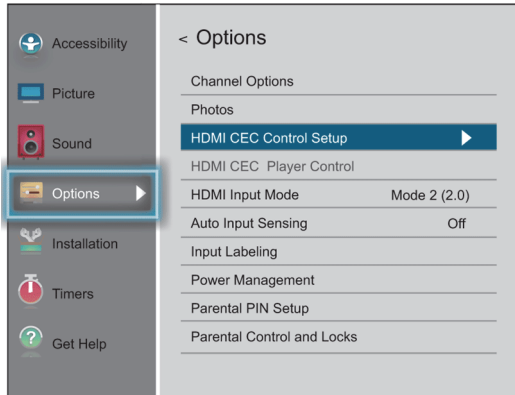 Accessibility
Picture
Sound
Options
Installation
Timers
Get Help
< Options
Channel Options
Photos
HDMI CEC Control Setup
HDMI CEC Player Control
HDMI Input Mode Mode 2 (2.0)
Auto Input Sensing Off
Input Labeling
Power Management
Parental PIN Setup
Parental Control and Locks